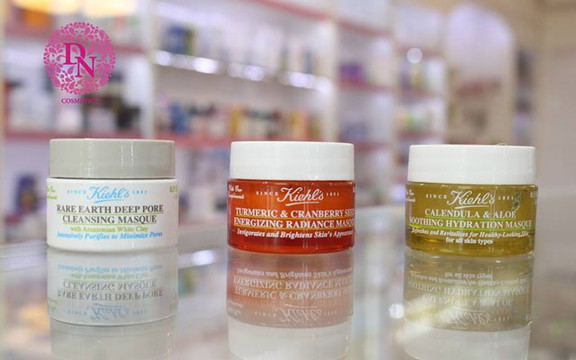 DN
COSMETICS
SINCE Kiehl's 1851
RARE EARTH DEEP PORE
CLEANSING MASQUE
with Amazonian White Clay
Intensively Purifies to Minimize Pores
SINCE Kiehl's 1851
TURMERIC & CRANBERRY SEED
ENERGIZING RADIANCE MASQUE
Invigorates and Brightens Skin's Appearance
SINCE Kiehl's 1851
CALENDULA & ALOE
SOOTHING HYDRATION MASQUE
Refreshes and Revitalizes for Healthy-Looking Skin
for all skin types